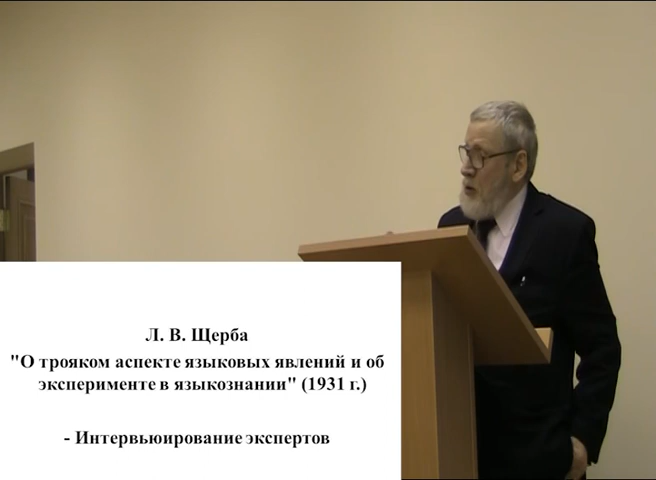 Л. В. Щерба
"О трояком аспекте языковых явлений и об
эксперименте в языкознании" (1931 г.)
- Интервьюирование экспертов